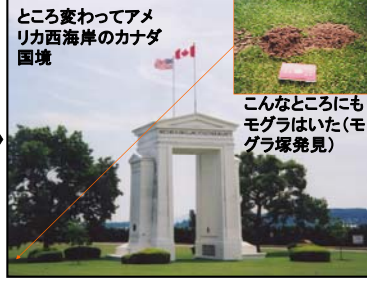 ところ変わってアメ
リカ西海岸のカナダ
国境
こんなところにも
モグラはいた(モ
グラ塚発見)